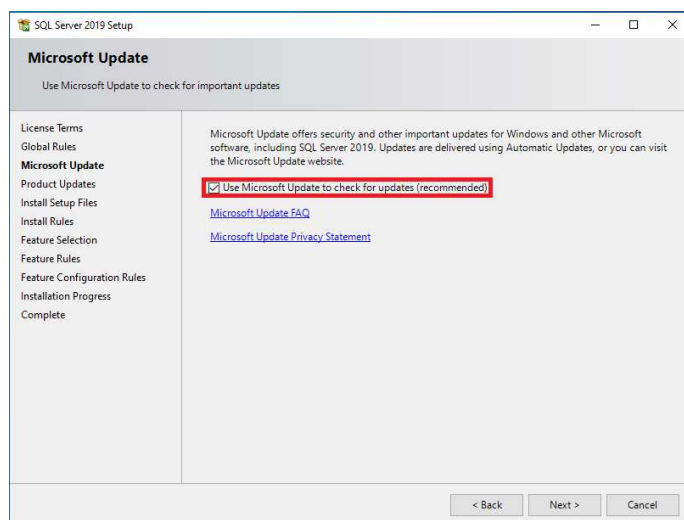 SQL Server 2019 Setup
Microsoft Update
Use Microsoft Update to check for important updates
License Terms
Global Rules
Microsoft Update
Product Updates
Install Setup Files
Install Rules
Feature Selection
Feature Rules
Feature Configuration Rules
Installation Progress
Complete
Microsoft Update offers security and other important updates for Windows and other Microsoft
software, including SQL Server 2019. Updates are delivered using Automatic Updates, or you can visit
the Microsoft Update website.
Use Microsoft Update to check for updates (recommended)
Microsoft Update FAQ
Microsoft Update Privacy Statement
< Back
Next >
Cancel